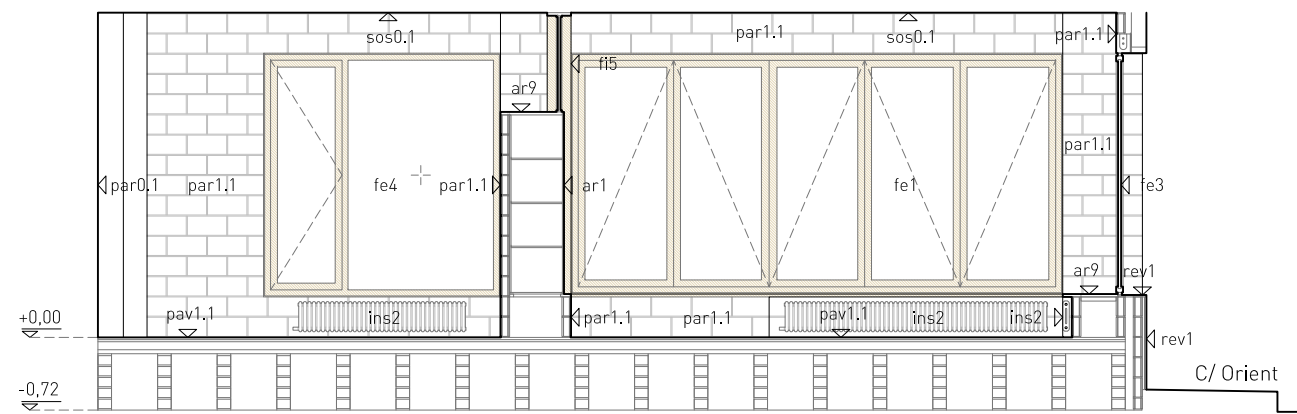 sos0.1
par1.1
sos0.1
par1.1
fi5
ar9
par1.1
par0.1
par1.1
fe4
par1.1
ar1
fe1
fe3
ar9
rev1
+0,00
pav1.1
ins2
par1.1
par1.1
pav1.1
ins2
ins2
rev1
-0,72
C/ Orient